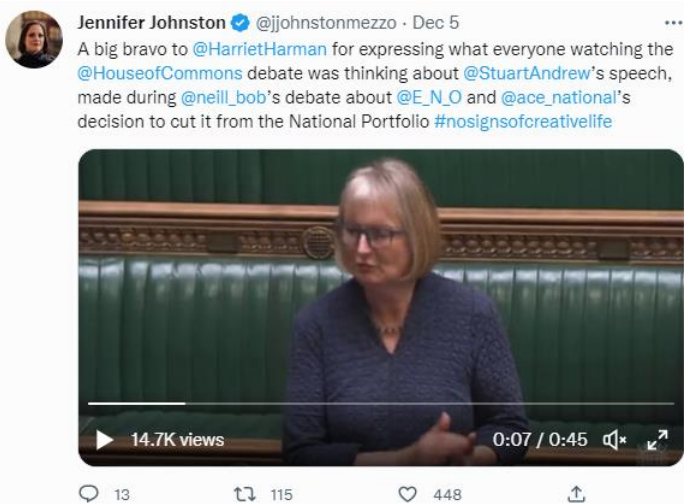 Jennifer Johnston @jjohnstonmezzo · Dec 5
A big bravo to @HarrietHarman for expressing what everyone watching the
@HouseofCommons debate was thinking about @StuartAndrew's speech,
made during @neill_bob's debate about @E_N_O and @ace_national's
decision to cut it from the National Portfolio #nosignsofcreativelife
14.7K views
0:07 / 0:45
13 115 448